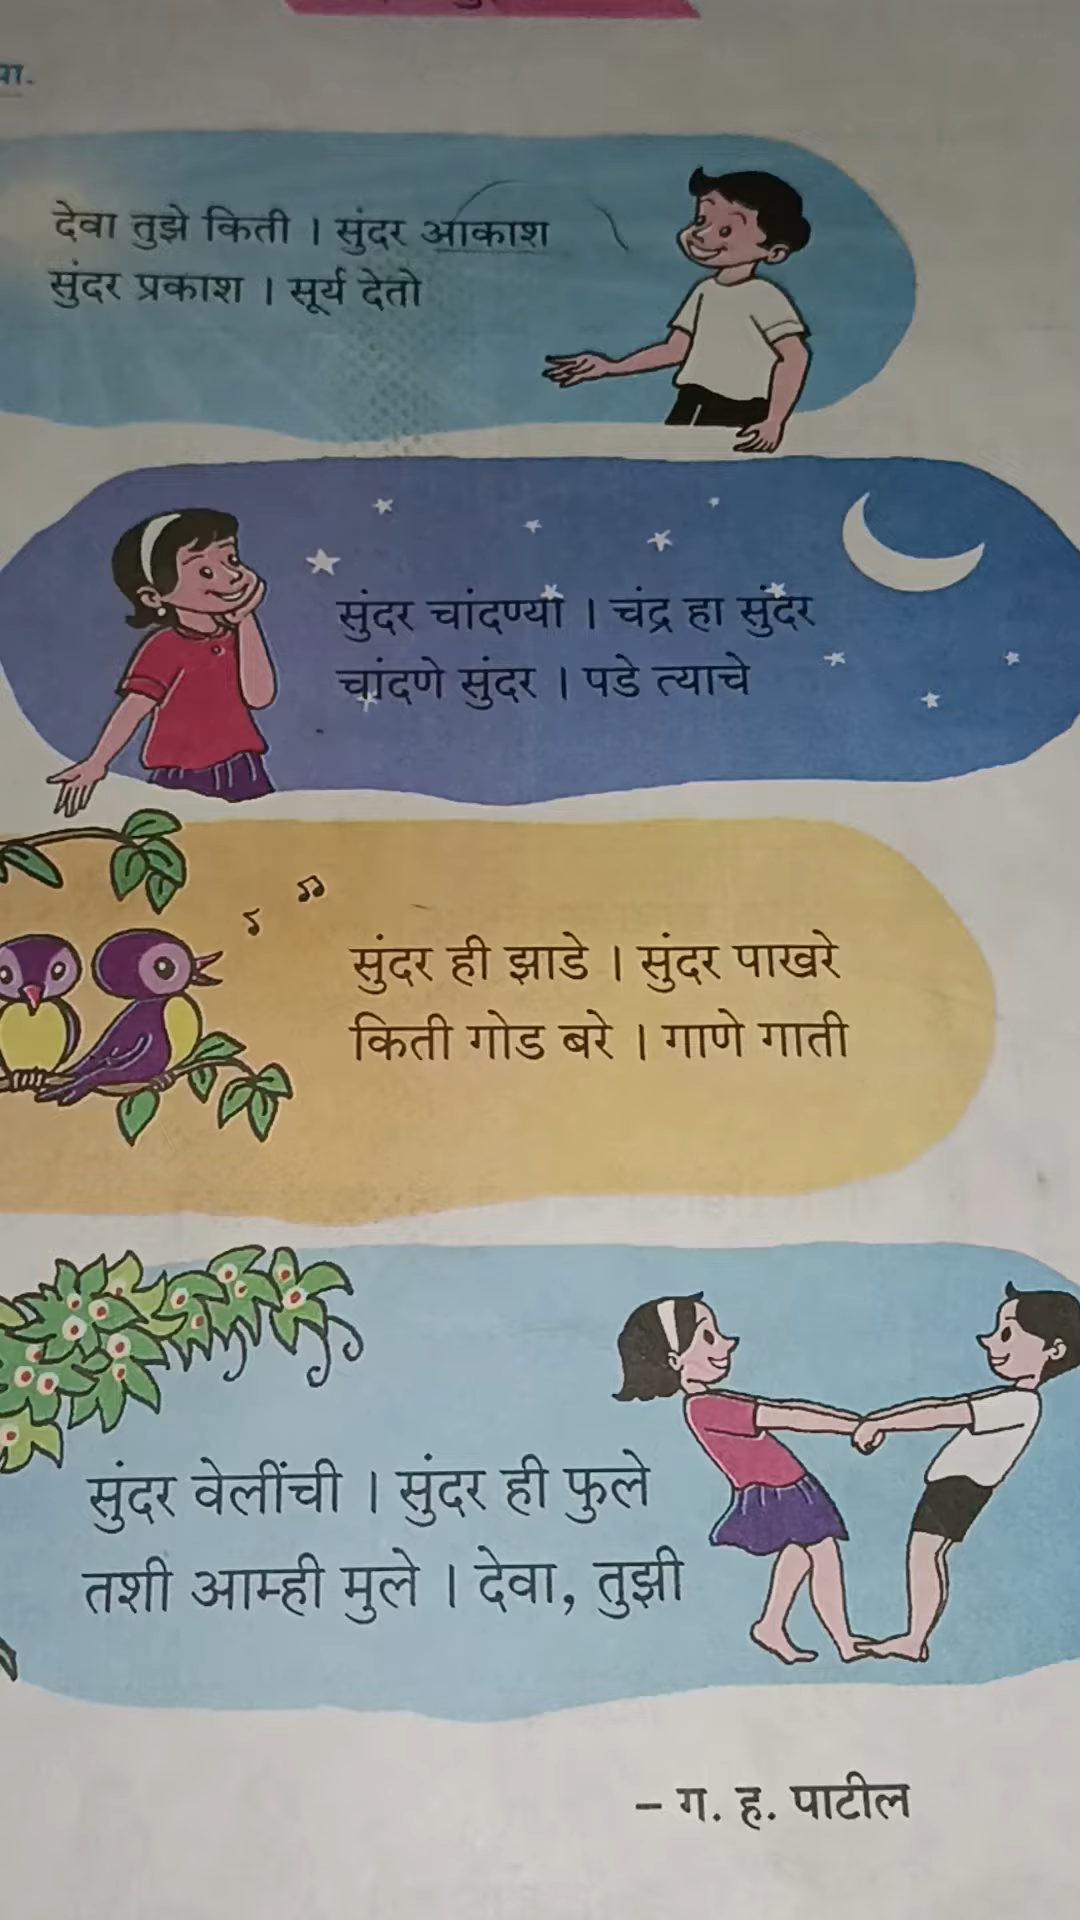 देवा तुझे किती । सुंदर आकाश
सुंदर प्रकाश । सूर्य देतो
सुंदर चांदण्या । चंद्र हा सुंदर
चांदणे सुंदर । पडे त्याचे
सुंदर ही झाडे । सुंदर पाखरे
किती गोड बरे । गाणे गाती
सुंदर वेलींची । सुंदर ही फुले
तशी आम्ही मुले । देवा, तुझी
– ग. ह. पाटील